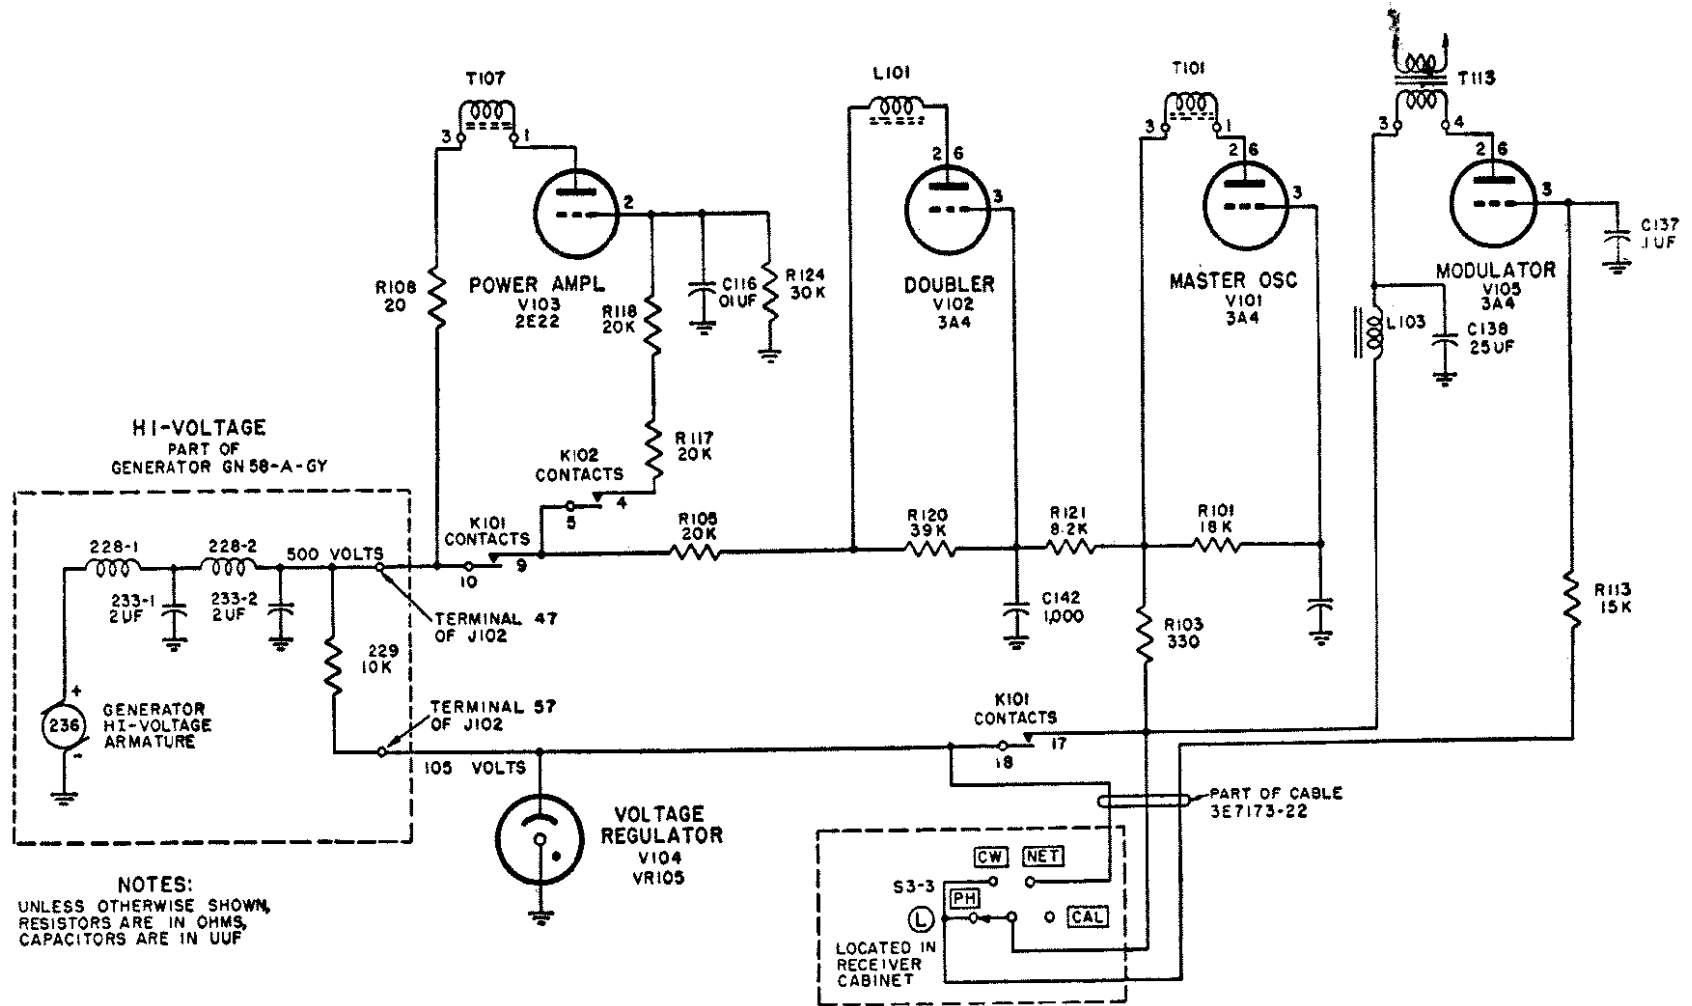 T107
3
1
L101
T101
3
1
T113
3
4
2
POWER AMPL
V103
2E22
R108
20
R118
20K
C116
.01UF
R124
30K
2 6
3
DOUBLER
V102
3A4
2 6
3
MASTER OSC
V101
3A4
2 6
3
MODULATOR
V105
3A4
C137
.1UF
L103
C138
25UF
HI-VOLTAGE
PART OF
GENERATOR GN58-A-GY
R117
20K
K102
CONTACTS
4
5
K101
CONTACTS
9
10
R105
20K
R120
39K
R121
8.2K
R101
18K
228-1
228-2
500 VOLTS
233-1
2UF
233-2
2UF
TERMINAL 47
OF J102
C142
1,000
R103
330
R113
15K
229
10K
+
236
-
GENERATOR
HI-VOLTAGE
ARMATURE
TERMINAL 57
OF J102
105 VOLTS
K101
CONTACTS
17
18
VOLTAGE
REGULATOR
V104
VR105
PART OF CABLE
3E7173-22
CW
NET
S3-3
PH
L
CAL
LOCATED IN
RECEIVER
CABINET
NOTES:
UNLESS OTHERWISE SHOWN,
RESISTORS ARE IN OHMS,
CAPACITORS ARE IN UUF